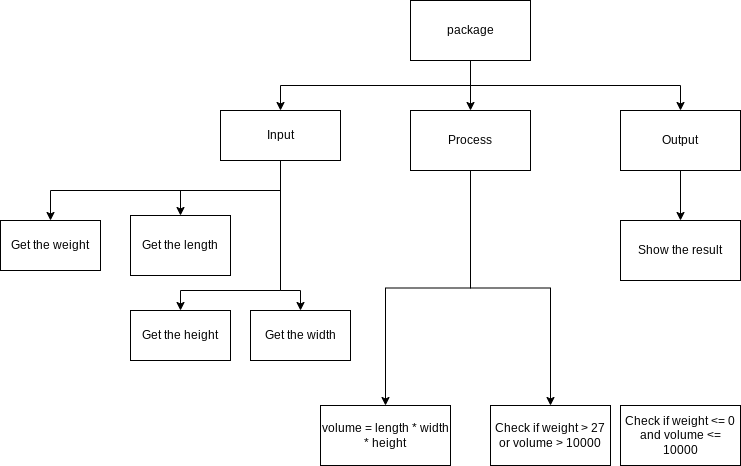 package
Input
Process
Output
Get the weight
Get the length
Show the result
Get the height
Get the width
volume = length * width
* height
Check if weight > 27
or volume > 10000
Check if weight <= 0
and volume <=
10000